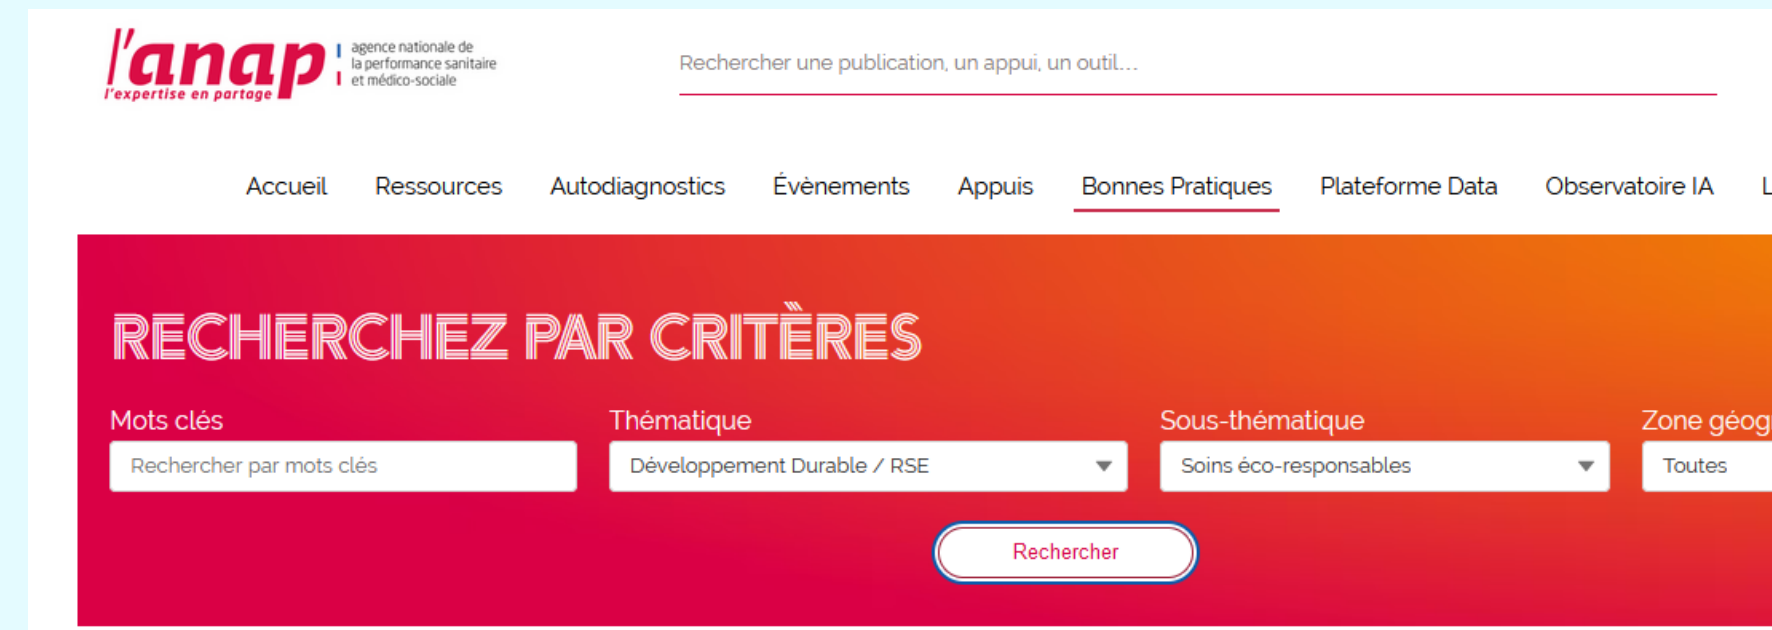 l'anap
l'expertise en partage
agence nationale de
la performance sanitaire
et médico-sociale
Rechercher une publication, un appui, un outil...
Accueil Ressources Autodiagnostics Évènements Appuis Bonnes Pratiques Plateforme Data Observatoire IA L
RECHERCHEZ PAR CRITÈRES
Mots clés Thématique Sous-thématique Zone géog
Rechercher par mots clés Développement Durable / RSE Soins éco-responsables Toutes
Rechercher